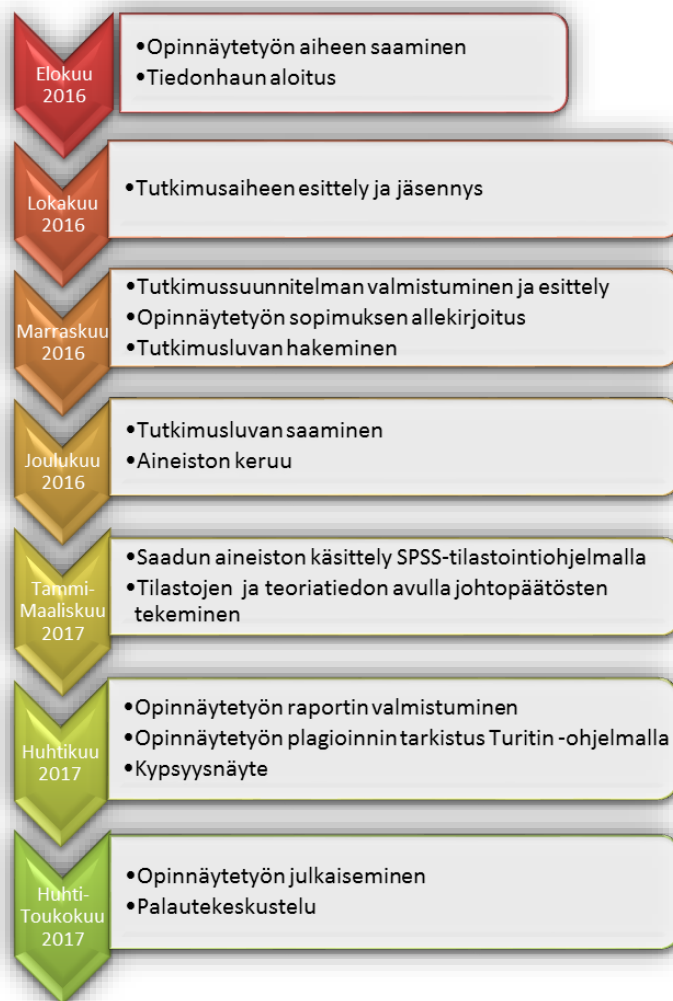 Elokuu
2016
•Opinnäytetyön aiheen saaminen
•Tiedonhaun aloitus
Lokakuu
2016
•Tutkimusaiheen esittely ja jäsennys
Marraskuu
2016
•Tutkimussuunnitelman valmistuminen ja esittely
•Opinnäytetyön sopimuksen allekirjoitus
•Tutkimusluvan hakeminen
Joulukuu
2016
•Tutkimusluvan saaminen
•Aineiston keruu
Tammi-
Maaliskuu
2017
•Saadun aineiston käsittely SPSS-tilastointiohjelmalla
•Tilastojen ja teoriatiedon avulla johtopäätösten
tekeminen
Huhtikuu
2017
•Opinnäytetyön raportin valmistuminen
•Opinnäytetyön plagioinnin tarkistus Turitin -ohjelmalla
•Kypsyysnäyte
Huhti-
Toukokuu
2017
•Opinnäytetyön julkaiseminen
•Palautekeskustelu